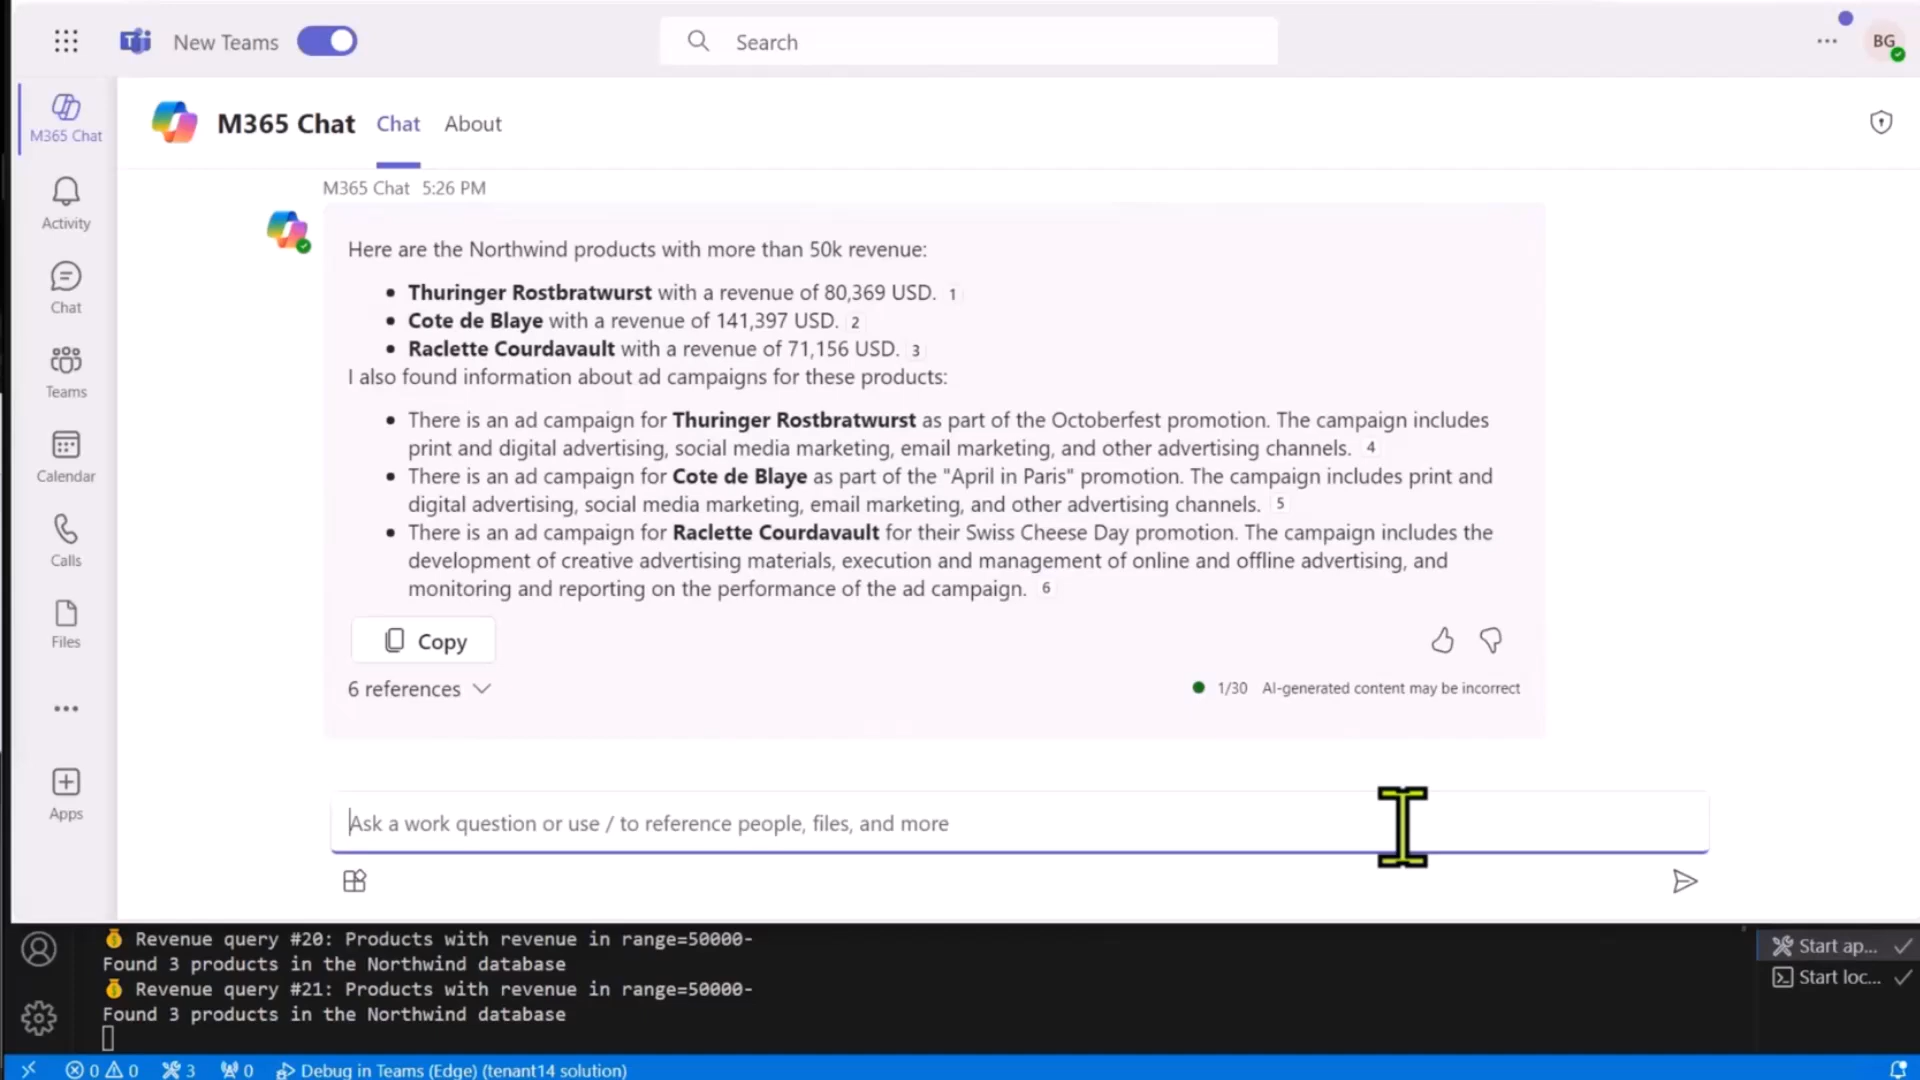 New Teams
Search
BG
M365 Chat
Activity
Chat
Teams
Calendar
Calls
Files
Apps
M365 Chat Chat About
M365 Chat 5:26 PM
Here are the Northwind products with more than 50k revenue:
Thuringer Rostbratwurst with a revenue of 80,369 USD. 1
Cote de Blaye with a revenue of 141,397 USD. 2
Raclette Courdavault with a revenue of 71,156 USD. 3
I also found information about ad campaigns for these products:
There is an ad campaign for Thuringer Rostbratwurst as part of the Octoberfest promotion. The campaign includes
print and digital advertising, social media marketing, email marketing, and other advertising channels. 4
There is an ad campaign for Cote de Blaye as part of the "April in Paris" promotion. The campaign includes print and
digital advertising, social media marketing, email marketing, and other advertising channels. 5
There is an ad campaign for Raclette Courdavault for their Swiss Cheese Day promotion. The campaign includes the
development of creative advertising materials, execution and management of online and offline advertising, and
monitoring and reporting on the performance of the ad campaign. 6
Copy
6 references
1/30 AI-generated content may be incorrect
Ask a work question or use / to reference people, files, and more
Revenue query #20: Products with revenue in range=50000-
Found 3 products in the Northwind database
Revenue query #21: Products with revenue in range=50000-
Found 3 products in the Northwind database
Start ap...
Start loc...
0 0 3 0 Debug in Teams (Edge) (tenant14 solution)